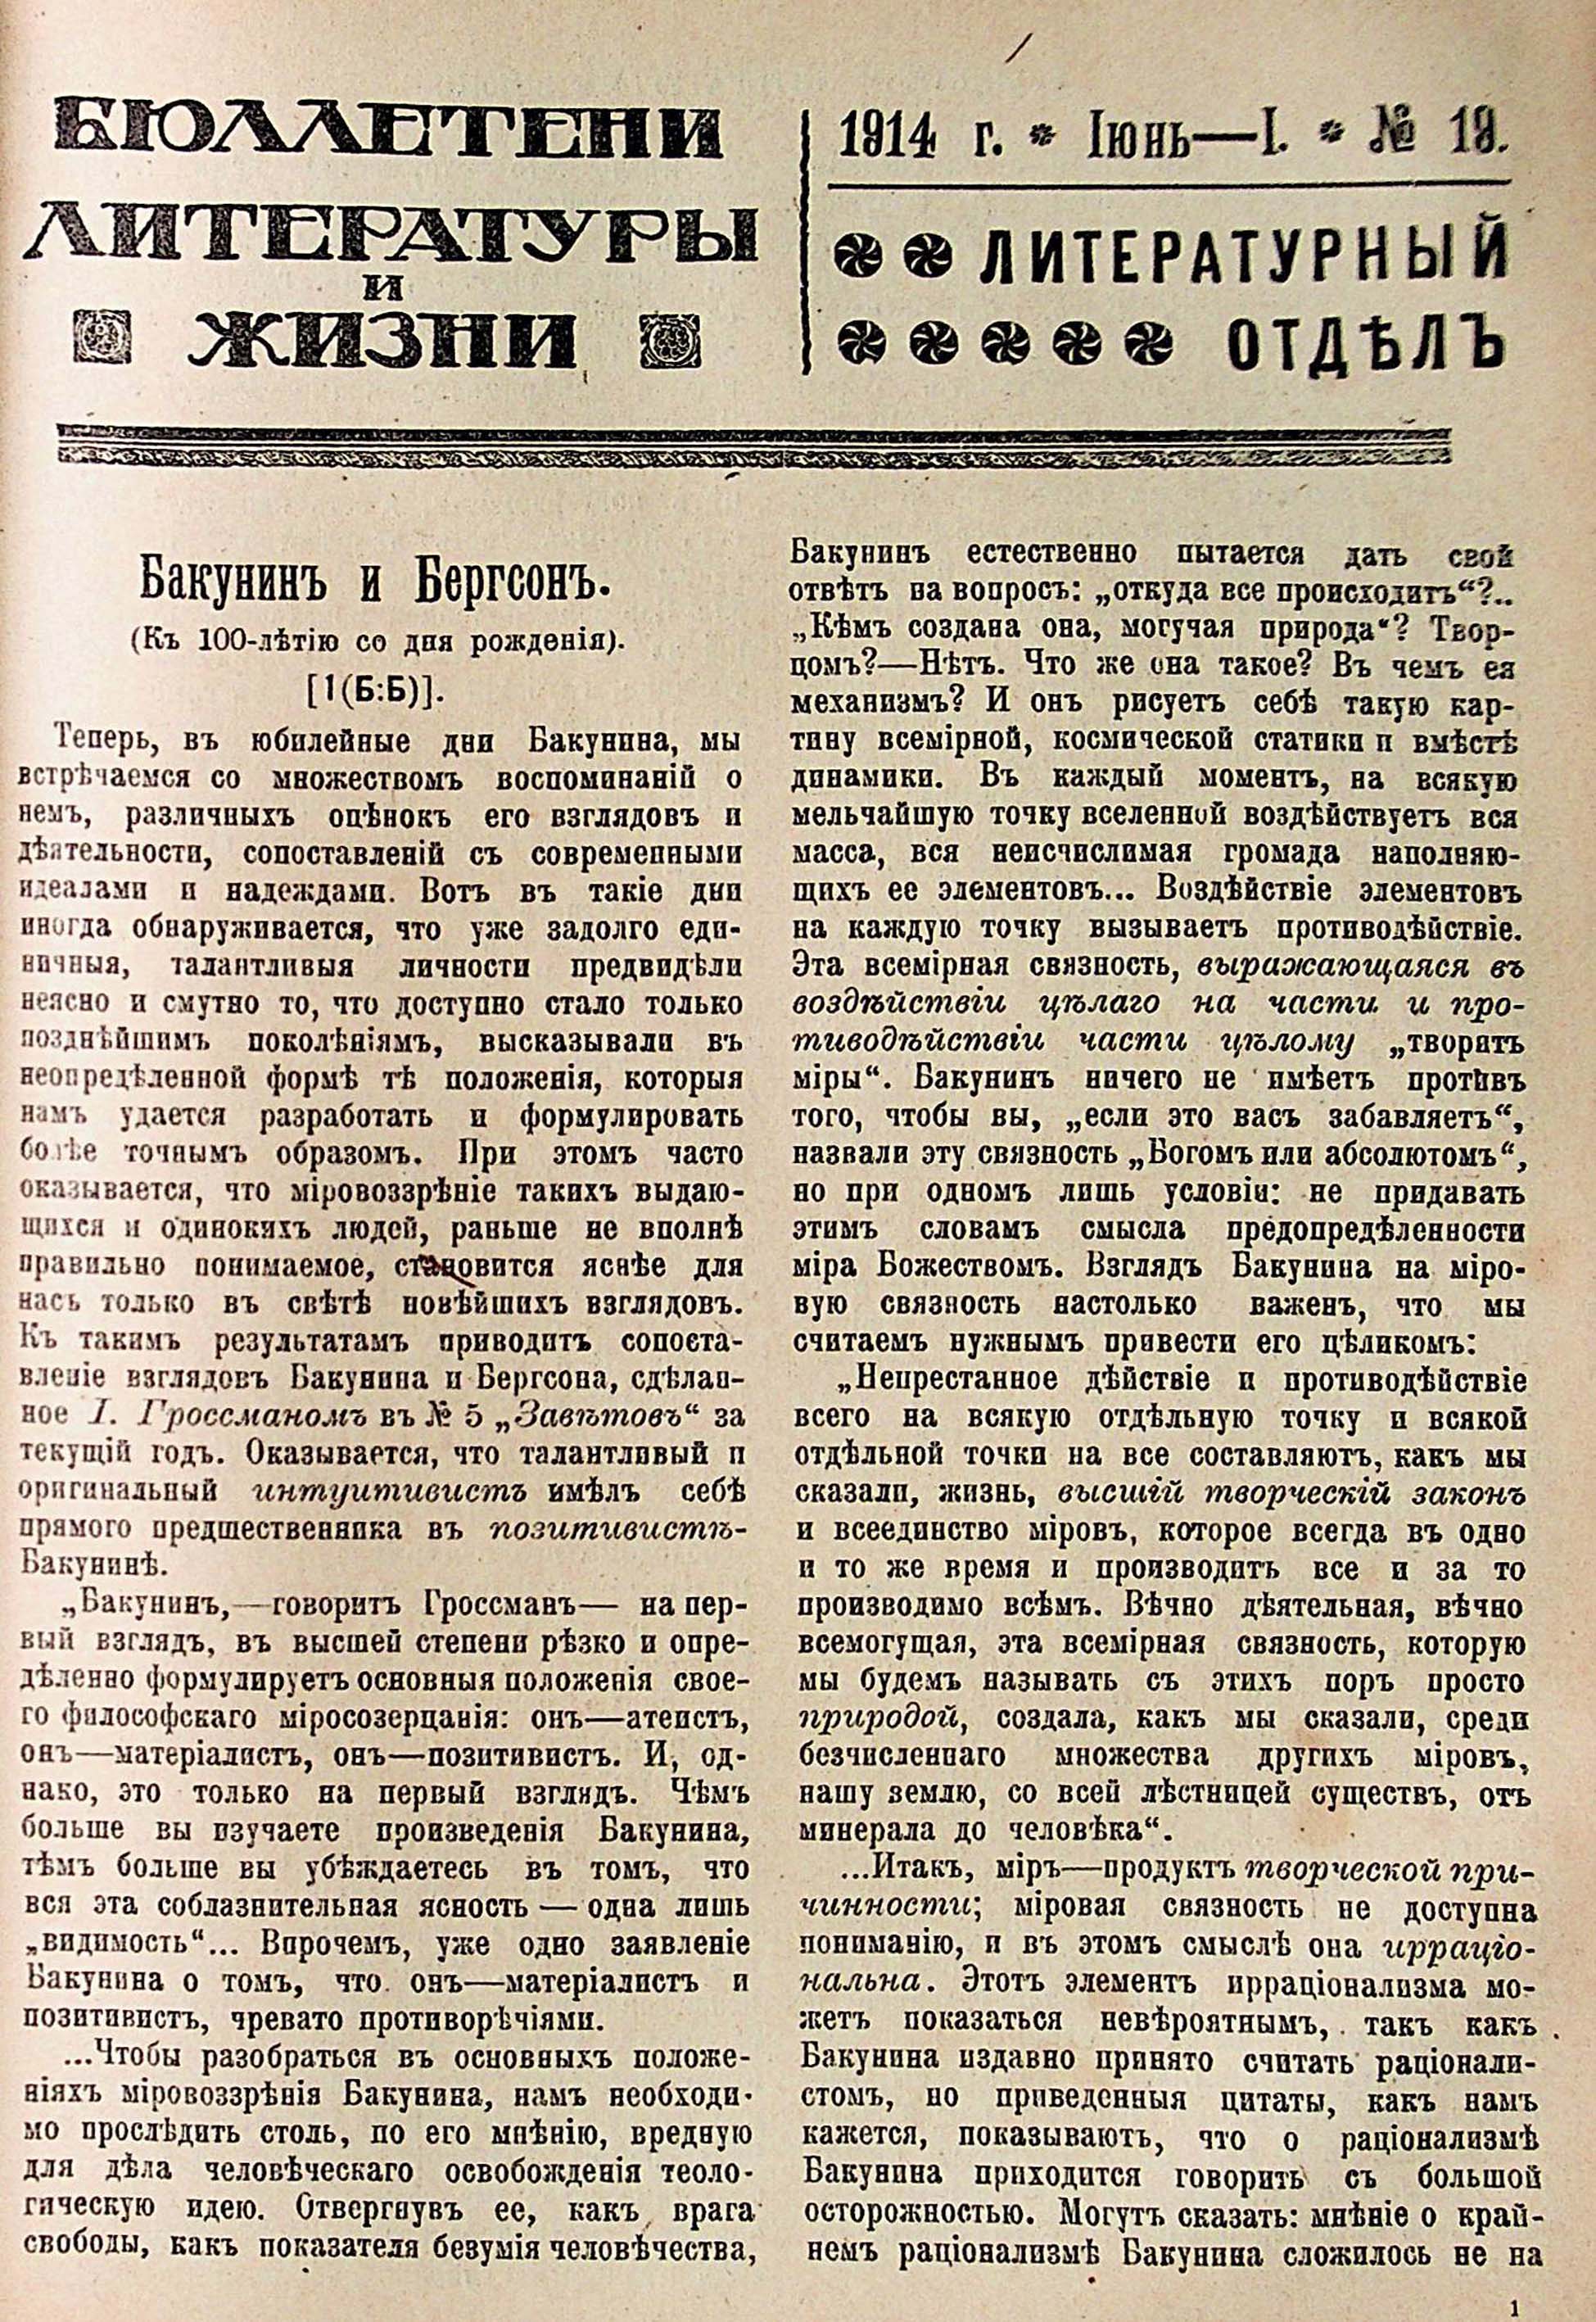 БЮЛЛЕТЕНИ
ЛИТЕРАТУРЫ
И
ЖИЗНИ
1914 г. * Іюнь—I. * № 19.
ЛИТЕРАТУРНЫЙ
ОТДѢЛЪ
Бакунинъ и Бергсонъ.
(Къ 100-лѣтію со дня рожденія).
[1(Б:Б)].
Теперь, въ юбилейные дни Бакунина, мы
встрѣчаемся со множествомъ воспоминаній о
немъ, различныхъ оцѣнокъ его взглядовъ и
дѣятельности, сопоставленій съ современными
идеалами и надеждами. Вотъ въ такіе дни
иногда обнаруживается, что уже задолго еди-
ничныя, талантливыя личности предвидѣли
неясно и смутно то, что доступно стало только
позднѣйшимъ поколѣніямъ, высказывали въ
неопредѣленной формѣ тѣ положенія, которыя
намъ удается разработать и формулировать
болѣе точнымъ образомъ. При этомъ часто
оказывается, что міровоззрѣніе такихъ выдаю-
щихся и одинокихъ людей, раньше не вполнѣ
правильно понимаемое, становится яснѣе для
насъ только въ свѣтѣ новѣйшихъ взглядовъ.
Къ такимъ результатамъ приводитъ сопоста-
вленіе взглядовъ Бакунина и Бергсона, сдѣлан-
ное І. Гроссманомъ въ № 5 „Завѣтовъ“ за
текущій годъ. Оказывается, что талантливый и
оригинальный интуитивистъ имѣлъ себѣ
прямого предшественника въ позитивистѣ-
Бакунинѣ.
„Бакунинъ,—говоритъ Гроссманъ— на пер-
вый взглядъ, въ высшей степени рѣзко и опре-
дѣленно формулируетъ основныя положенія свое-
го философскаго міросозерцанія: онъ—атеистъ,
онъ—матеріалистъ, онъ—позитивистъ. И, од-
нако, это только на первый взглядъ. Чѣмъ
больше вы изучаете произведенія Бакунина,
тѣмъ больше вы убѣждаетесь въ томъ, что
вся эта соблазнительная ясность — одна лишь
„видимость“... Впрочемъ, уже одно заявленіе
Бакунина о томъ, что онъ—матеріалистъ и
позитивистъ, чревато противорѣчіями.
...Чтобы разобраться въ основныхъ положе-
ніяхъ міровоззрѣнія Бакунина, намъ необходи-
мо прослѣдить столь, по его мнѣнію, вредную
для дѣла человѣческаго освобожденія теоло-
гическую идею. Отвергнувъ ее, какъ врага
свободы, какъ показателя безумія человѣчества,
Бакунинъ естественно пытается дать свой
отвѣтъ на вопросъ: „откуда все происходитъ“?..
„Кѣмъ создана она, могучая природа“? Твор-
цомъ?—Нѣтъ. Что же она такое? Въ чемъ ея
механизмъ? И онъ рисуетъ себѣ такую кар-
тину всемірной, космической статики и вмѣстѣ
динамики. Въ каждый моментъ, на всякую
мельчайшую точку вселенной воздѣйствуетъ вся
масса, вся неисчислимая громада наполняю-
щихъ ее элементовъ... Воздѣйствіе элементовъ
на каждую точку вызываетъ противодѣйствіе.
Эта всемірная связность, выражающаяся въ
воздѣйствіи цѣлаго на части и про-
тиводѣйствіи части цѣлому „творятъ
міры“. Бакунинъ ничего не имѣетъ противъ
того, чтобы вы, „если это васъ забавляетъ“,
назвали эту связность „Богомъ или абсолютомъ“,
но при одномъ лишь условіи: не придавать
этимъ словамъ смысла предопредѣленности
міра Божествомъ. Взглядъ Бакунина на міро-
вую связность настолько важенъ, что мы
считаемъ нужнымъ привести его цѣликомъ:
„Непрестанное дѣйствіе и противодѣйствіе
всего на всякую отдѣльную точку и всякой
отдѣльной точки на все составляютъ, какъ мы
сказали, жизнь, высшій творческій законъ
и всеединство міровъ, которое всегда въ одно
и то же время и производитъ все и за то
производимо всѣмъ. Вѣчно дѣятельная, вѣчно
всемогущая, эта всемірная связность, которую
мы будемъ называть съ этихъ поръ просто
природой, создала, какъ мы сказали, среди
безчисленнаго множества другихъ міровъ,
нашу землю, со всей лѣстницей существъ, отъ
минерала до человѣка“.
...Итакъ, міръ—продуктъ творческой при-
чинности; міровая связность не доступна
пониманію, и въ этомъ смыслѣ она ирраціо-
нальна. Этотъ элементъ ирраціонализма мо-
жетъ показаться невѣроятнымъ, такъ какъ
Бакунина издавно принято считать раціонали-
стомъ, но приведенныя цитаты, какъ намъ
кажется, показываютъ, что о раціонализмѣ
Бакунина приходится говорить съ большой
осторожностью. Могутъ сказать: мнѣніе о край-
немъ раціонализмѣ Бакунина сложилось не на
1